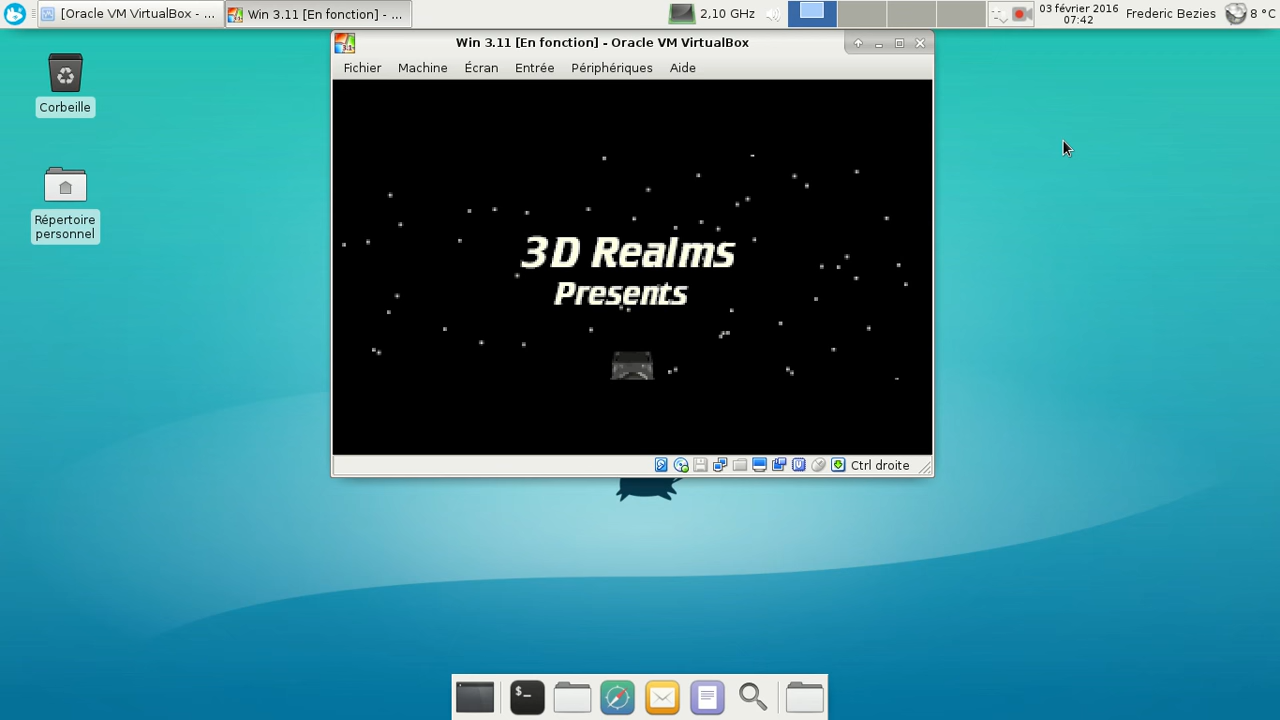 [Oracle VM VirtualBox - ...
Win 3.11 [En fonction] - ...
2,10 GHz
03 février 2016
07:42
Frederic Bezies
8 °C
Corbeille
Répertoire
personnel
3.1
Win 3.11 [En fonction] - Oracle VM VirtualBox
Fichier
Machine
Écran
Entrée
Périphériques
Aide
3D Realms
Presents
Ctrl droite
$_